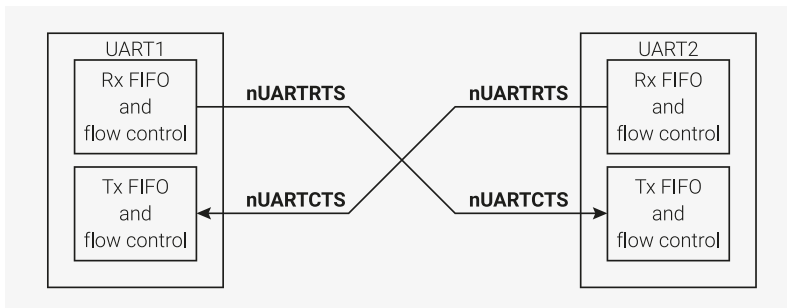 UART1
Rx FIFO
and
flow control
Tx FIFO
and
flow control
nUARTRTS
nUARTRTS
nUARTCTS
nUARTCTS
UART2
Rx FIFO
and
flow control
Tx FIFO
and
flow control